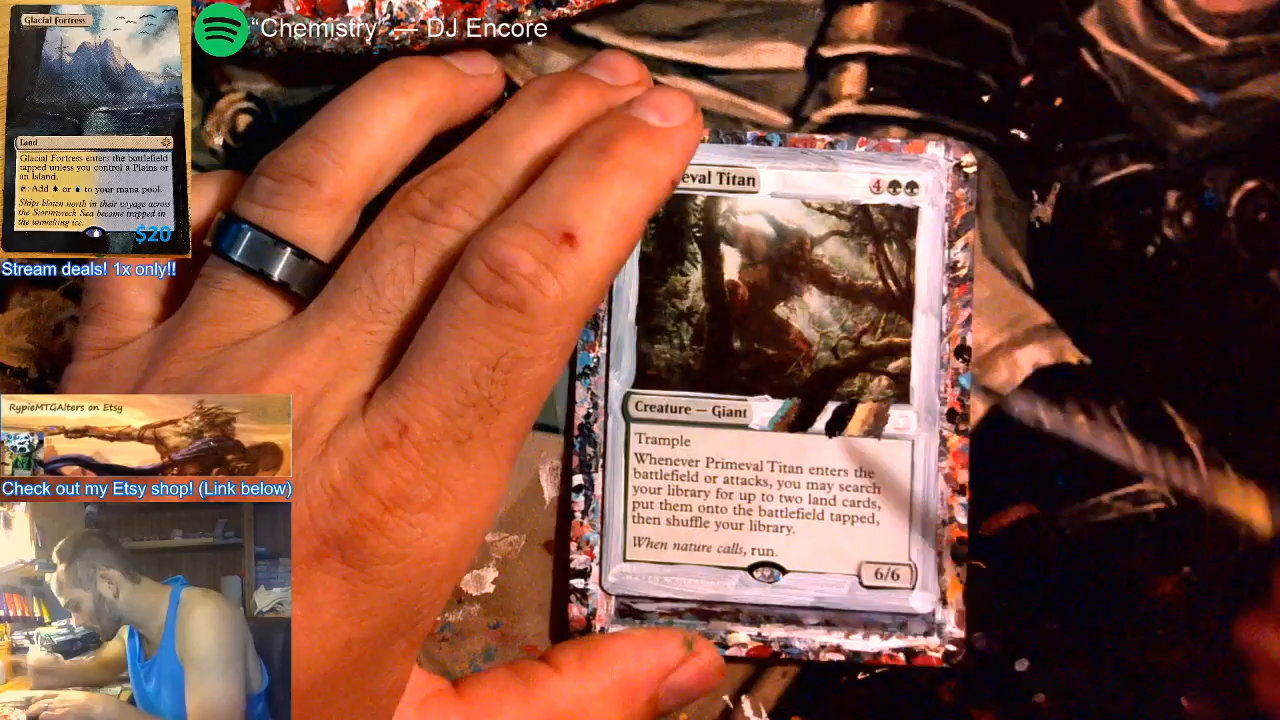 Glacial Fortress
Land
Glacial Fortress enters the battlefield
tapped unless you control a Plains or
an Island.
: Add or to your mana pool.
Ships blown north in their voyage across
the Stormwreck Sea become trapped in
the unmelting ice.
$20
Stream deals! 1x only!!
"Chemistry" — DJ Encore
eval Titan
4
Creature — Giant
Trample
Whenever Primeval Titan enters the
battlefield or attacks, you may search
your library for up to two land cards,
put them onto the battlefield tapped,
then shuffle your library.
When nature calls, run.
6/6
RypieMTGAlters on Etsy
Check out my Etsy shop! (Link below)